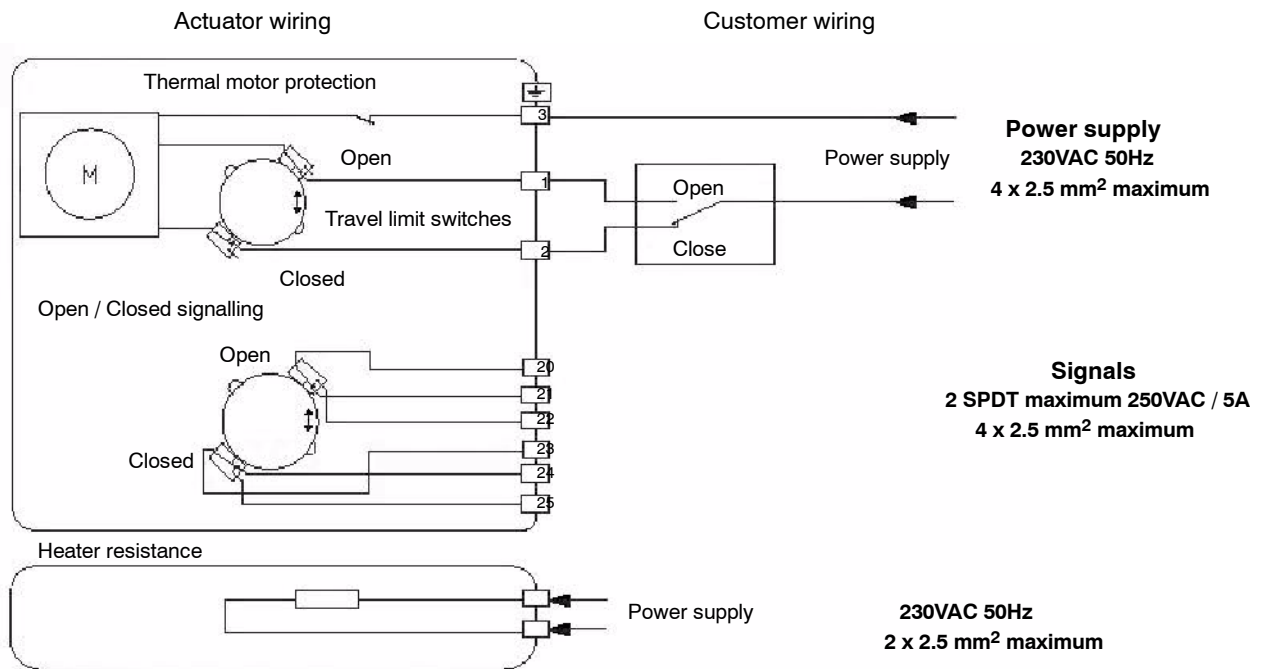 Actuator wiring
Customer wiring
Thermal motor protection
3
Power supply
230VAC 50Hz
4 x 2.5 mm² maximum
Power supply
M
Open
1
Open
Travel limit switches
2
Close
Closed
Open / Closed signalling
Open
20
21
22
23
24
25
Closed
Signals
2 SPDT maximum 250VAC / 5A
4 x 2.5 mm² maximum
Heater resistance
Power supply
230VAC 50Hz
2 x 2.5 mm² maximum